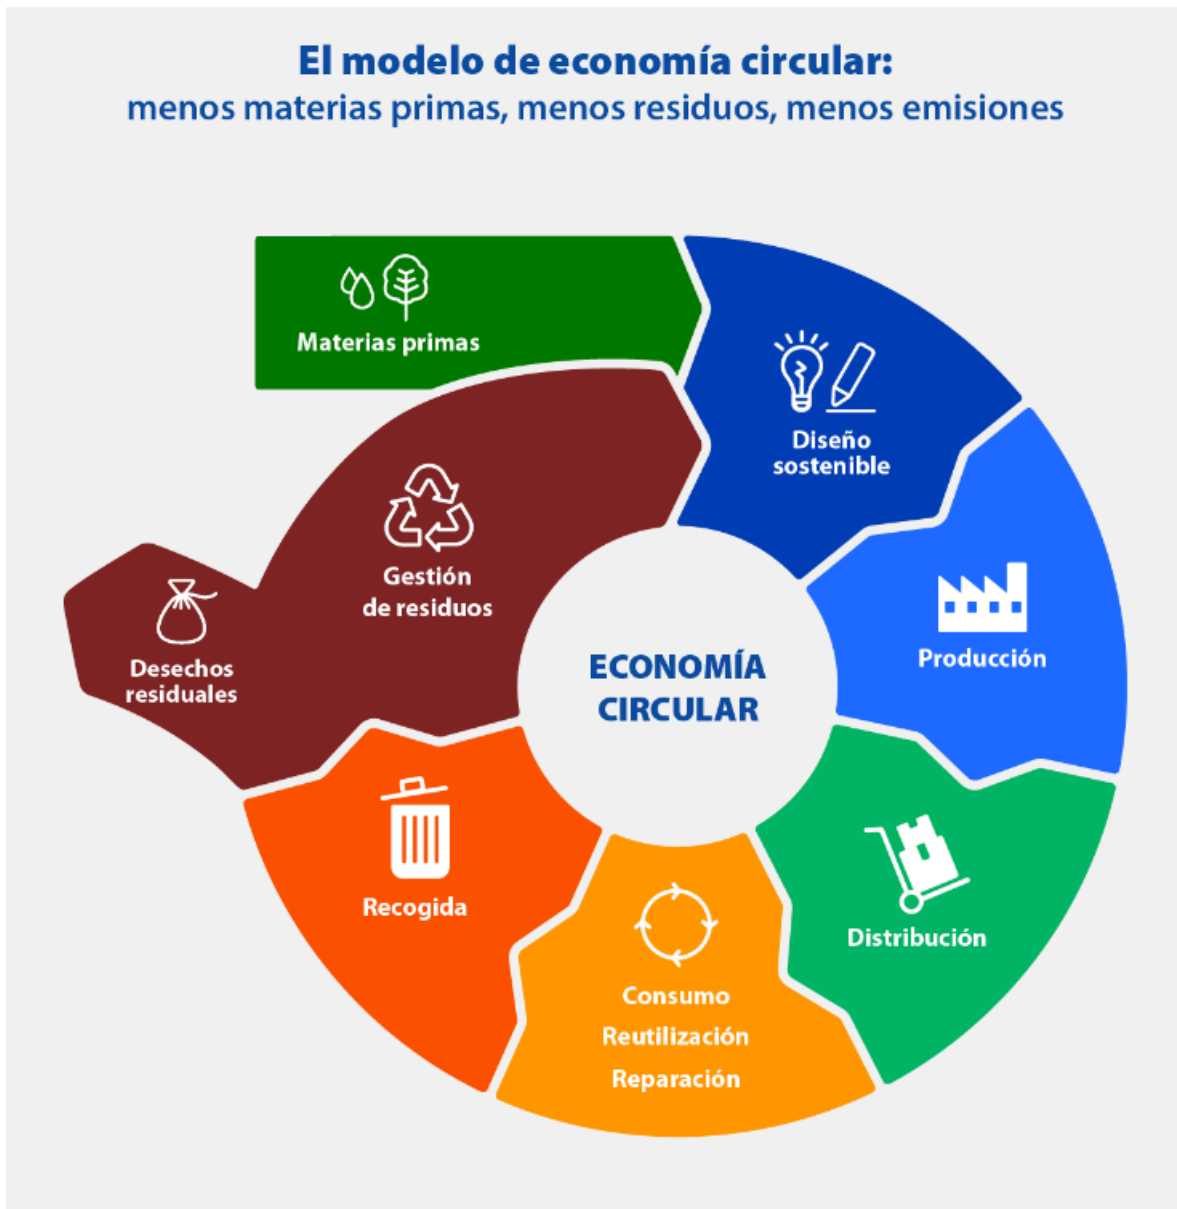 El modelo de economía circular:
menos materias primas, menos residuos, menos emisiones
Materias primas
Diseño
sostenible
Producción
Distribución
Consumo
Reutilización
Reparación
Recogida
Gestión
de residuos
Desechos
residuales
ECONOMÍA
CIRCULAR